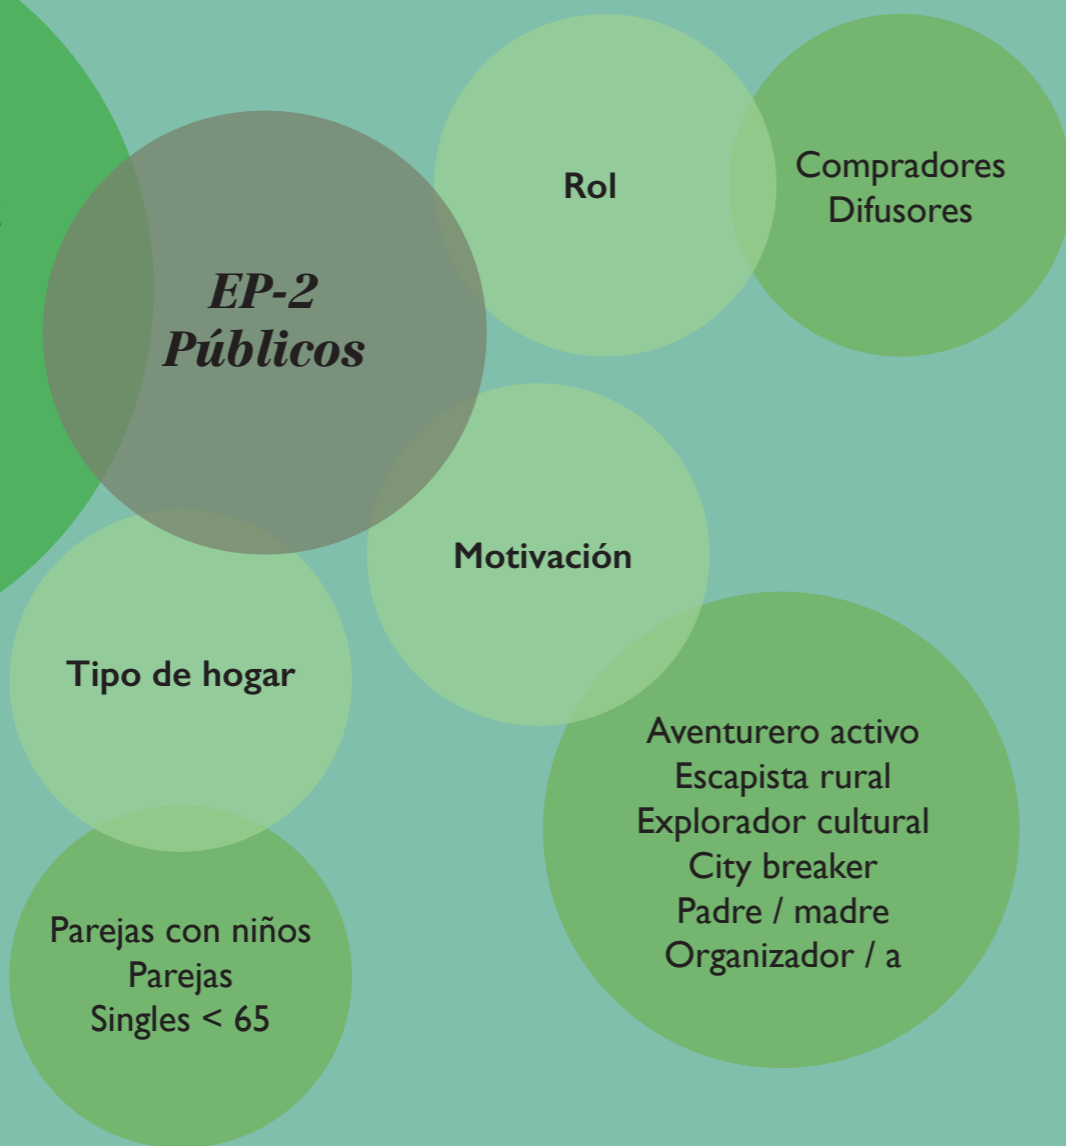 EP-2
Públicos
Rol
Compradores
Difusores
Motivación
Aventurero activo
Escapista rural
Explorador cultural
City breaker
Padre / madre
Organizador / a
Tipo de hogar
Parejas con niños
Parejas
Singles < 65